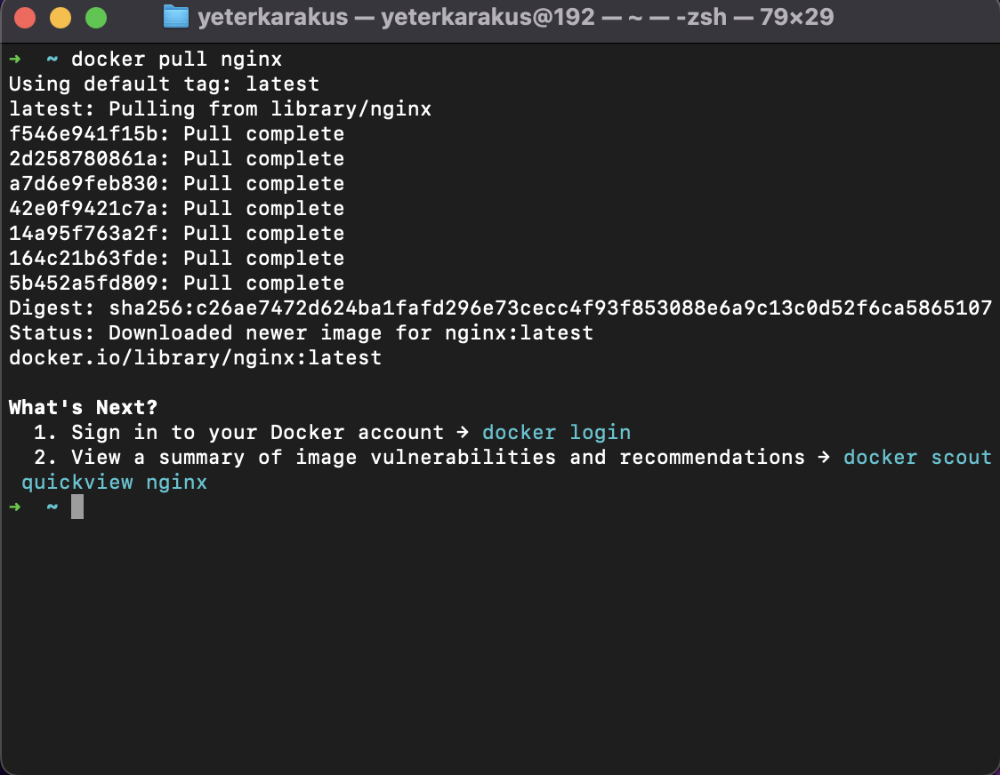 yeterkarakus — yeterkarakus@192 — ~ — -zsh — 79×29
➜  ~ docker pull nginx
Using default tag: latest
latest: Pulling from library/nginx
f546e941f15b: Pull complete
2d258780861a: Pull complete
a7d6e9feb830: Pull complete
42e0f9421c7a: Pull complete
14a95f763a2f: Pull complete
164c21b63fde: Pull complete
5b452a5fd809: Pull complete
Digest: sha256:c26ae7472d624ba1fafd296e73cecc4f93f853088e6a9c13c0d52f6ca5865107
Status: Downloaded newer image for nginx:latest
docker.io/library/nginx:latest
What's Next?
  1. Sign in to your Docker account → docker login
  2. View a summary of image vulnerabilities and recommendations → docker scout
 quickview nginx
➜  ~